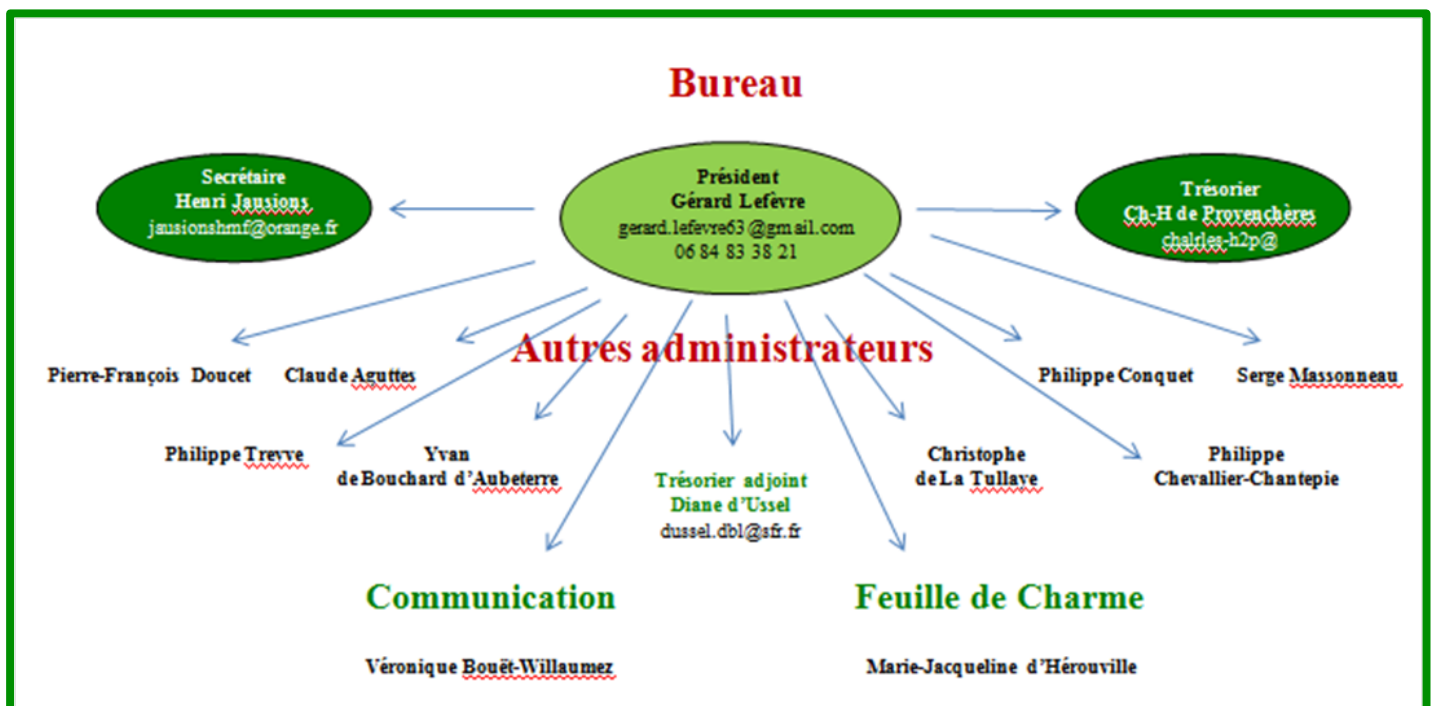 Bureau
Secrétaire
Henri Jausions
jausionshmf@orange.fr
Président
Gérard Lefèvre
gerard.lefevre63@gmail.com
06 84 83 38 21
Trésorier
Ch-H de Provenchères
chalrles-h2p@
Autres administrateurs
Pierre-François Doucet
Claude Aguttes
Philippe Conquet
Serge Massonneau
Philippe Trevve
Yvan
de Bouchard d’Aubeterre
Trésorier adjoint
Diane d’Ussel
dussel.dbl@sfr.fr
Christophe
de La Tullaye
Philippe
Chevallier-Chantepie
Communication
Véronique Bouët-Willaumez
Feuille de Charme
Marie-Jacqueline d’Hérouville